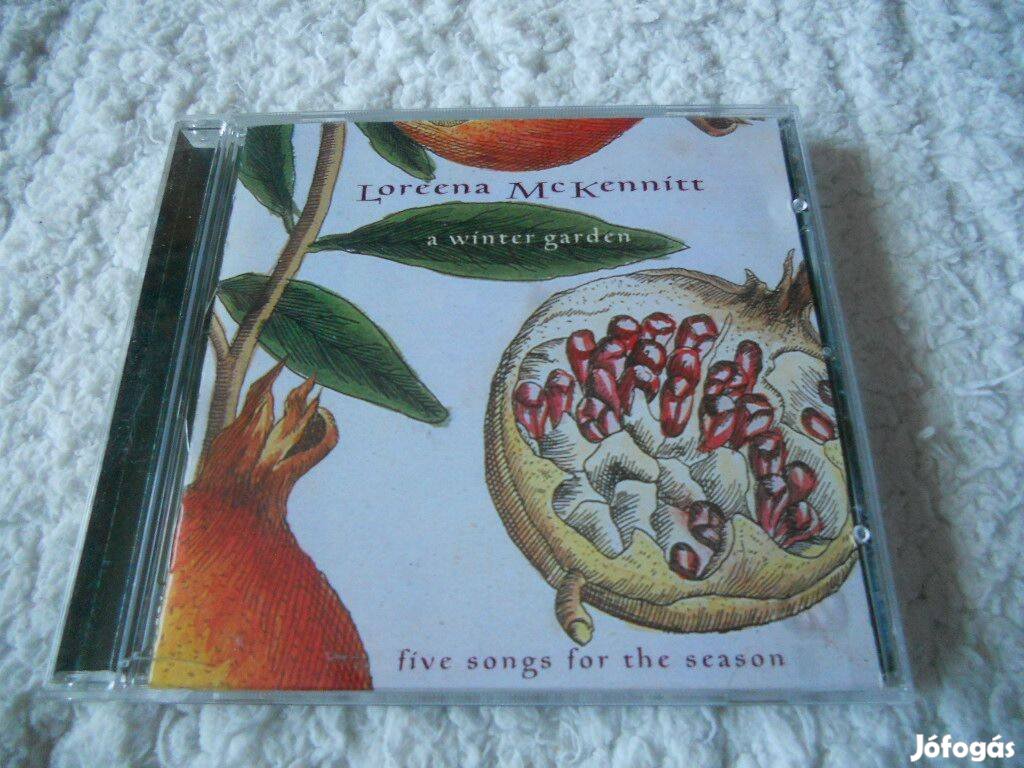 Loreena McKennitt
a winter garden
five songs for the season
Jófogás